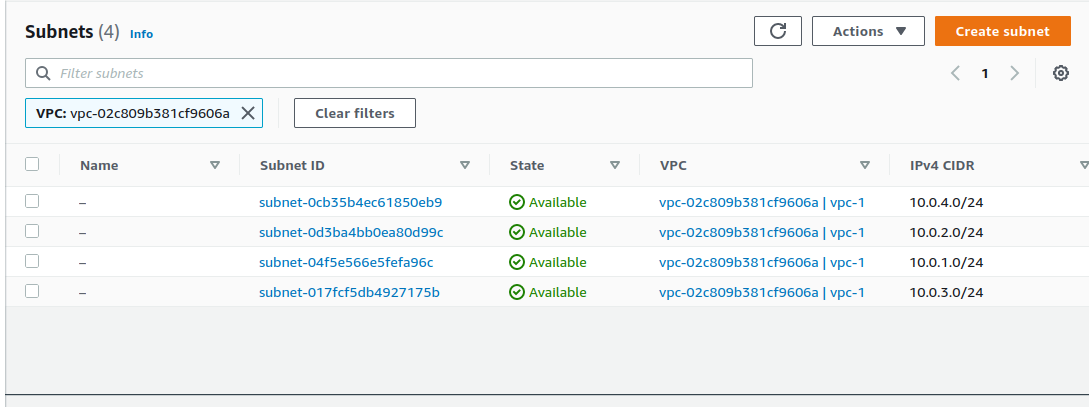 Subnets (4) Info
Actions
Create subnet
Filter subnets
1
VPC: vpc-02c809b381cf9606a
Clear filters
Name Subnet ID State VPC IPv4 CIDR
– subnet-0cb35b4ec61850eb9 Available vpc-02c809b381cf9606a | vpc-1 10.0.4.0/24
– subnet-0d3ba4bb0ea80d99c Available vpc-02c809b381cf9606a | vpc-1 10.0.2.0/24
– subnet-04f5e566e5fefa96c Available vpc-02c809b381cf9606a | vpc-1 10.0.1.0/24
– subnet-017fcf5db4927175b Available vpc-02c809b381cf9606a | vpc-1 10.0.3.0/24